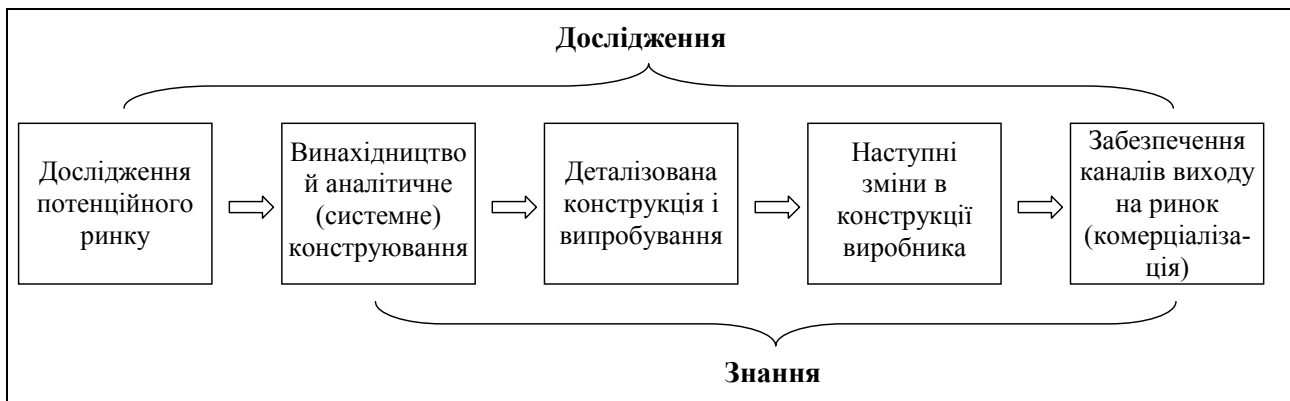 Дослідження
Дослідження
потенційного
ринку
Винахідництво
й аналітичне
(системне)
конструювання
Деталізована
конструкція і
випробування
Наступні
зміни в
конструкції
виробника
Забезпечення
каналів виходу
на ринок
(комерціаліза-
ція)
Знання